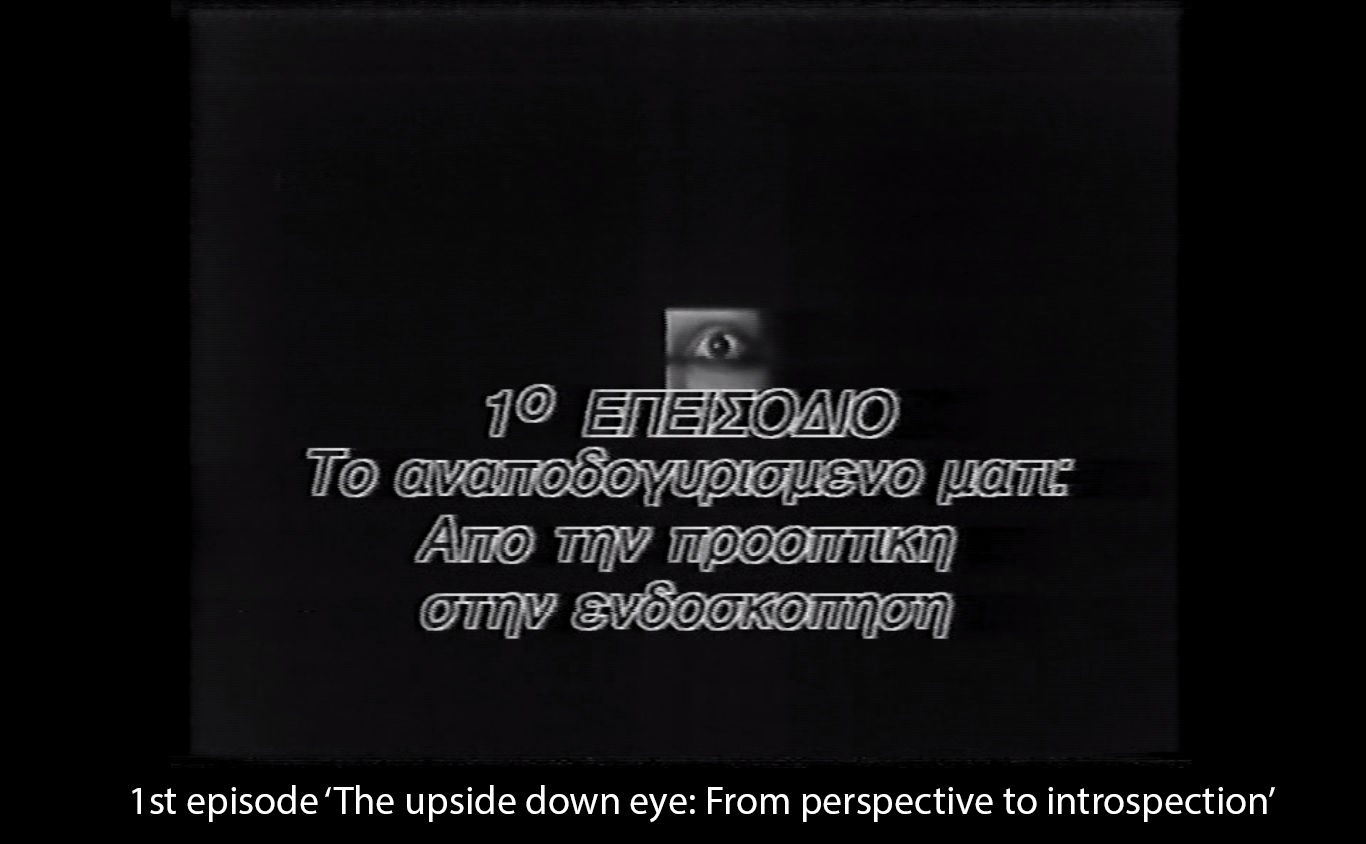 1º ΕΠΕΙΣΟΔΙΟ
Το αναποδογυρισμενο ματι:
Απο την προοπτικη
στην ενδοσκοπηση
1st episode ‘The upside down eye: From perspective to introspection’